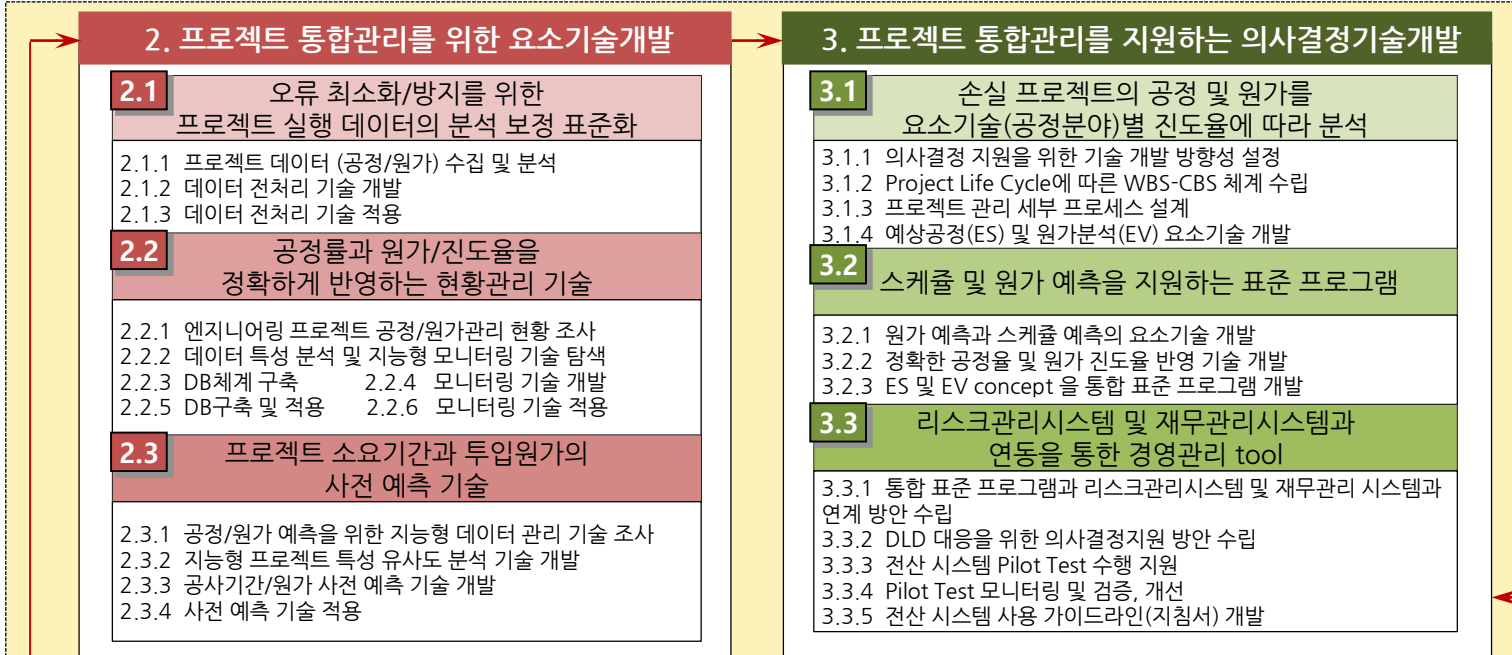 2. 프로젝트 통합관리를 위한 요소기술개발
2.1 오류 최소화/방지를 위한
프로젝트 실행 데이터의 분석 보정 표준화
2.1.1 프로젝트 데이터 (공정/원가) 수집 및 분석
2.1.2 데이터 전처리 기술 개발
2.1.3 데이터 전처리 기술 적용
2.2 공정률과 원가/진도율을
정확하게 반영하는 현황관리 기술
2.2.1 엔지니어링 프로젝트 공정/원가관리 현황 조사
2.2.2 데이터 특성 분석 및 지능형 모니터링 기술 탐색
2.2.3 DB체계 구축 2.2.4 모니터링 기술 개발
2.2.5 DB구축 및 적용 2.2.6 모니터링 기술 적용
2.3 프로젝트 소요기간과 투입원가의
사전 예측 기술
2.3.1 공정/원가 예측을 위한 지능형 데이터 관리 기술 조사
2.3.2 지능형 프로젝트 특성 유사도 분석 기술 개발
2.3.3 공사기간/원가 사전 예측 기술 개발
2.3.4 사전 예측 기술 적용
3. 프로젝트 통합관리를 지원하는 의사결정기술개발
3.1 손실 프로젝트의 공정 및 원가를
요소기술(공정분야)별 진도율에 따라 분석
3.1.1 의사결정 지원을 위한 기술 개발 방향성 설정
3.1.2 Project Life Cycle에 따른 WBS-CBS 체계 수립
3.1.3 프로젝트 관리 세부 프로세스 설계
3.1.4 예상공정(ES) 및 원가분석(EV) 요소기술 개발
3.2 스케쥴 및 원가 예측을 지원하는 표준 프로그램
3.2.1 원가 예측과 스케쥴 예측의 요소기술 개발
3.2.2 정확한 공정율 및 원가 진도율 반영 기술 개발
3.2.3 ES 및 EV concept 을 통합 표준 프로그램 개발
3.3 리스크관리시스템 및 재무관리시스템과
연동을 통한 경영관리 tool
3.3.1 통합 표준 프로그램과 리스크관리시스템 및 재무관리 시스템과
연계 방안 수립
3.3.2 DLD 대응을 위한 의사결정지원 방안 수립
3.3.3 전산 시스템 Pilot Test 수행 지원
3.3.4 Pilot Test 모니터링 및 검증, 개선
3.3.5 전산 시스템 사용 가이드라인(지침서) 개발